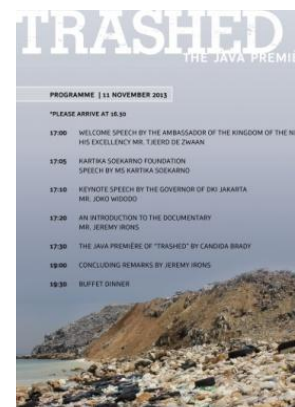 TRASHED
THE JAVA PREMI
PROGRAMME | 11 NOVEMBER 2013
*PLEASE ARRIVE AT 16.50
17:00 WELCOME SPEECH BY THE AMBASSADOR OF THE KINGDOM OF THE NE
HIS EXCELLENCY MR. TJEERD DE ZWAAN
17:05 KARTIKA SOEKARNO FOUNDATION
SPEECH BY MS KARTIKA SOEKARNO
17:10 KEYNOTE SPEECH BY THE GOVERNOR OF DKI JAKARTA
MR. JOKO WIDODO
17:20 AN INTRODUCTION TO THE DOCUMENTARY
MR. JEREMY IRONS
17:30 THE JAVA PREMIÈRE OF "TRASHED" BY CANDIDA BRADY
19:00 CONCLUDING REMARKS BY JEREMY IRONS
19:30 BUFFET DINNER